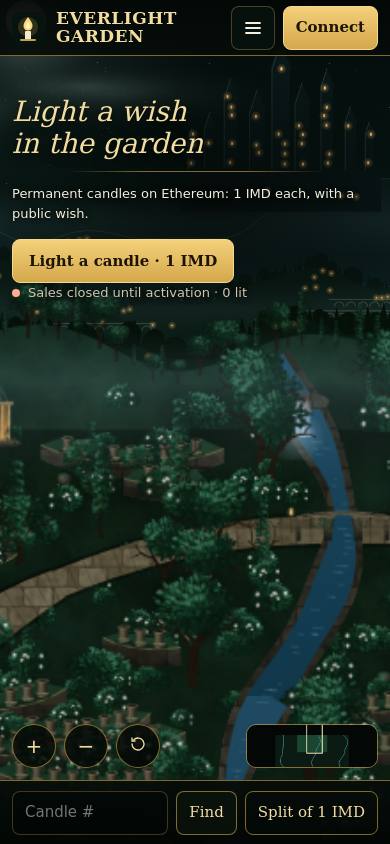 EVERLIGHT
GARDEN
Connect
Light a wish
in the garden
Permanent candles on Ethereum: 1 IMD each, with a
public wish.
Light a candle · 1 IMD
Sales closed until activation · 0 lit
+
−
Candle #
Find
Split of 1 IMD